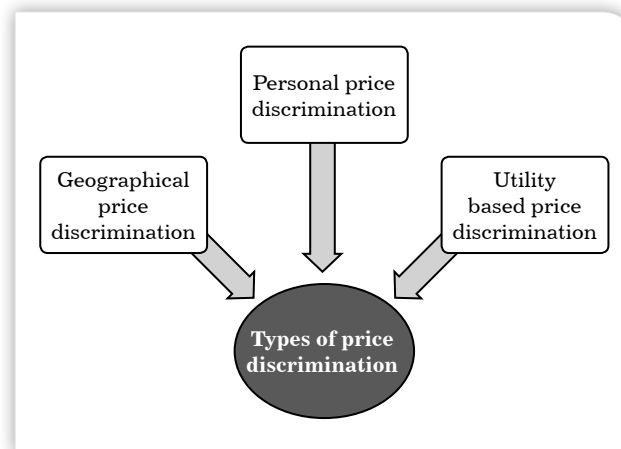 Personal price
discrimination
Geographical
price
discrimination
Utility
based price
discrimination
Types of price
discrimination